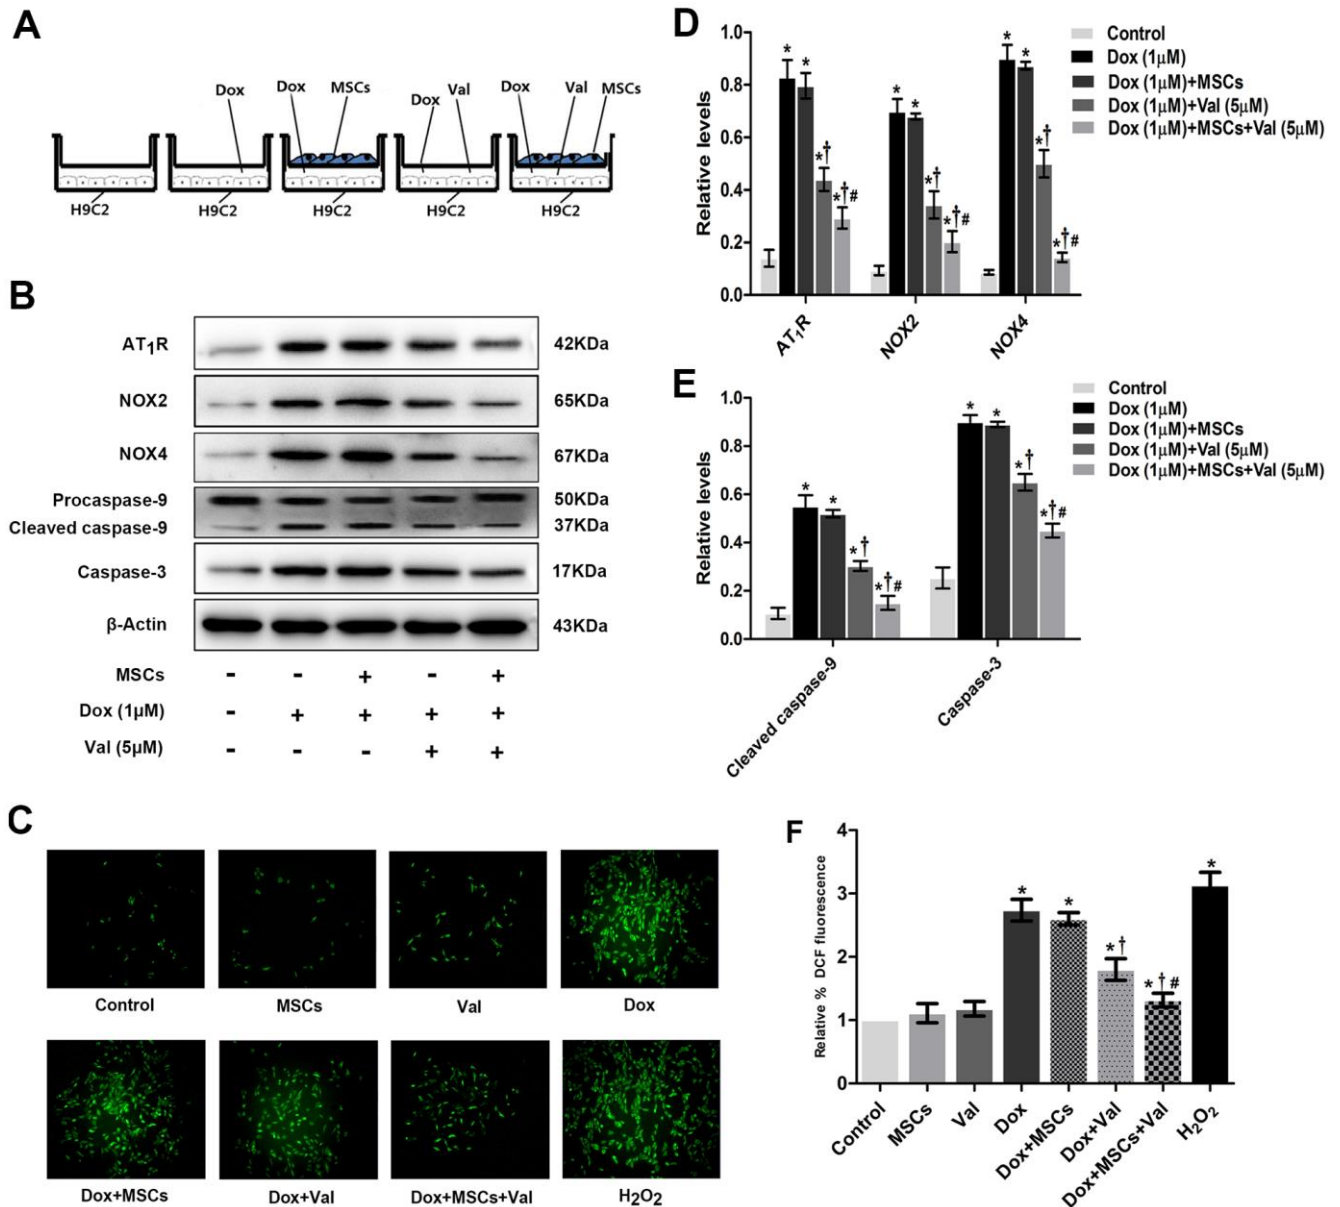 A
Dox
Dox
MSCs
Dox
Val
Dox
Val
MSCs
H9C2
H9C2
H9C2
H9C2
H9C2
B
AT1R
42KDa
NOX2
65KDa
NOX4
67KDa
Procaspase-9
50KDa
Cleaved caspase-9
37KDa
Caspase-3
17KDa
β-Actin
43KDa
MSCs - - + - +
Dox (1μM) - + + + +
Val (5μM) - - - + +
C
Control
MSCs
Val
Dox
Dox+MSCs
Dox+Val
Dox+MSCs+Val
H2O2
D
Relative levels
1.0
0.8
0.6
0.4
0.2
0.0
* * *† *†#
* * *† *†#
* * *† *†#
AT1R
NOX2
NOX4
Control
Dox (1μM)
Dox (1μM)+MSCs
Dox (1μM)+Val (5μM)
Dox (1μM)+MSCs+Val (5μM)
E
Relative levels
1.0
0.8
0.6
0.4
0.2
0.0
* * *† *†#
* * *† *†#
Cleaved caspase-9
Caspase-3
Control
Dox (1μM)
Dox (1μM)+MSCs
Dox (1μM)+Val (5μM)
Dox (1μM)+MSCs+Val (5μM)
F
Relative % DCF fluorescence
4
3
2
1
0
* * *† *†# *
Control
MSCs
Val
Dox
Dox+MSCs
Dox+Val
Dox+MSCs+Val
H2O2